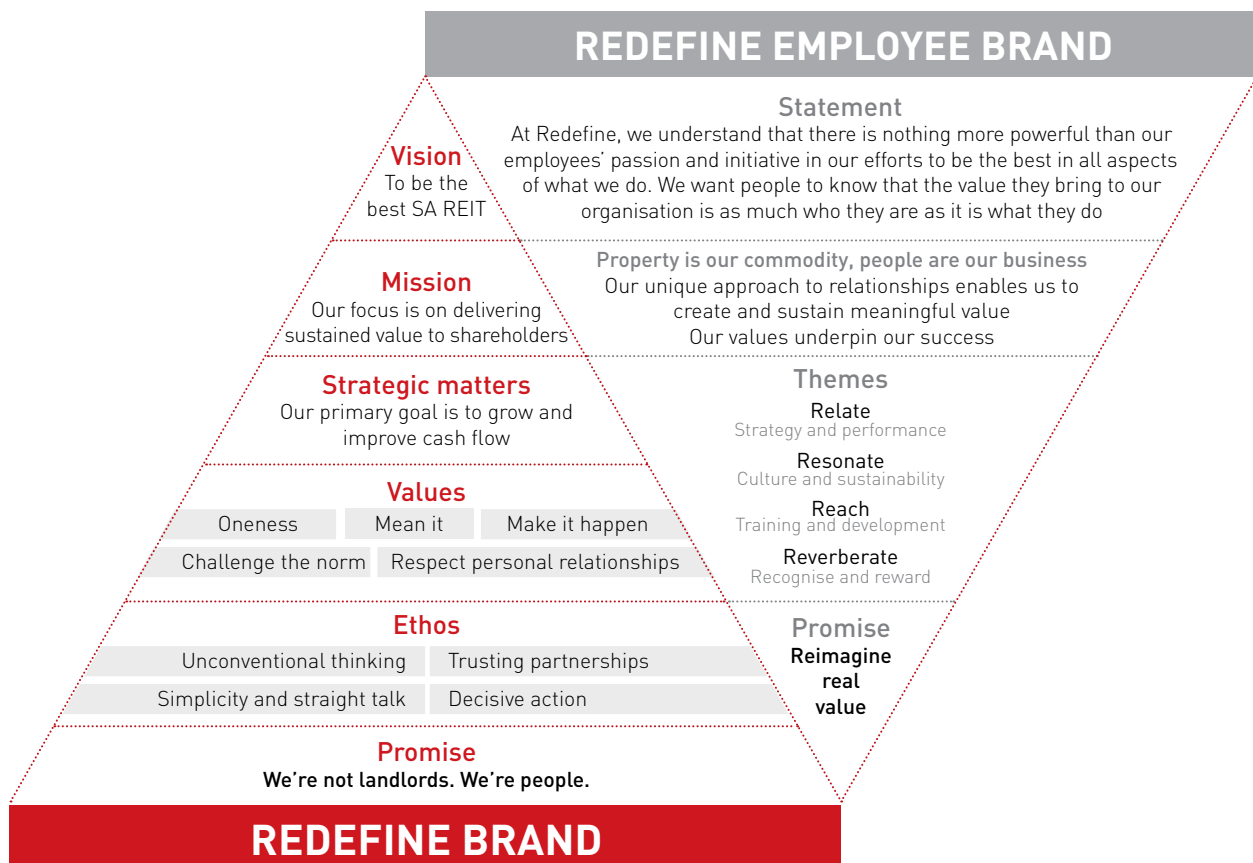 REDEFINE EMPLOYEE BRAND
Statement
At Redefine, we understand that there is nothing more powerful than our
employees’ passion and initiative in our efforts to be the best in all aspects
of what we do. We want people to know that the value they bring to our
organisation is as much who they are as it is what they do
Property is our commodity, people are our business
Our unique approach to relationships enables us to
create and sustain meaningful value
Our values underpin our success
Themes
Relate
Strategy and performance
Resonate
Culture and sustainability
Reach
Training and development
Reverberate
Recognise and reward
Promise
Reimagine
real
value
Vision
To be the
best SA REIT
Mission
Our focus is on delivering
sustained value to shareholders
Strategic matters
Our primary goal is to grow and
improve cash flow
Values
Oneness
Mean it
Make it happen
Challenge the norm
Respect personal relationships
Ethos
Unconventional thinking
Trusting partnerships
Simplicity and straight talk
Decisive action
Promise
We’re not landlords. We’re people.
REDEFINE BRAND